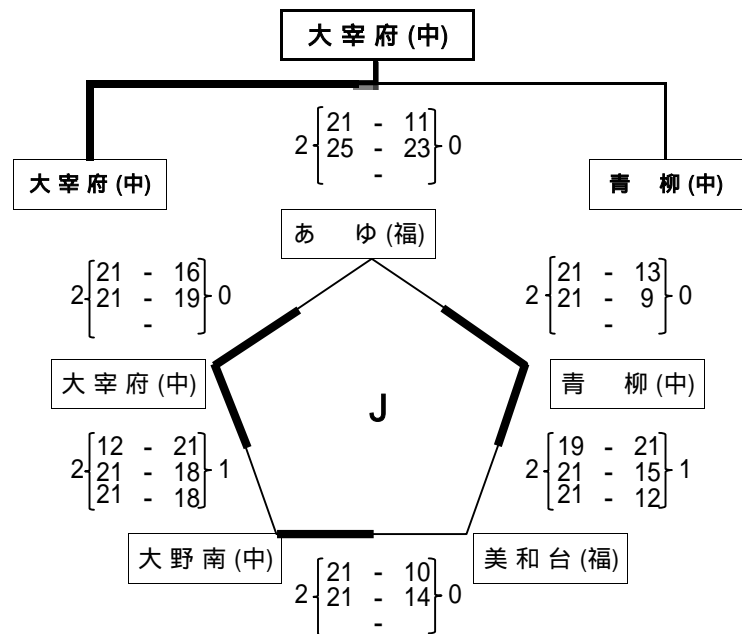 大宰府(中)
2 21 - 11 0
25 - 23
-
大宰府(中)
青 柳(中)
あ ゆ(福)
2 21 - 16 0
21 - 19
-
2 21 - 13 0
21 - 9
-
大宰府(中)
青 柳(中)
J
2 12 - 21 1
21 - 18
21 - 18
2 19 - 21 1
21 - 15
21 - 12
大野南(中)
美和台(福)
2 21 - 10 0
21 - 14
-